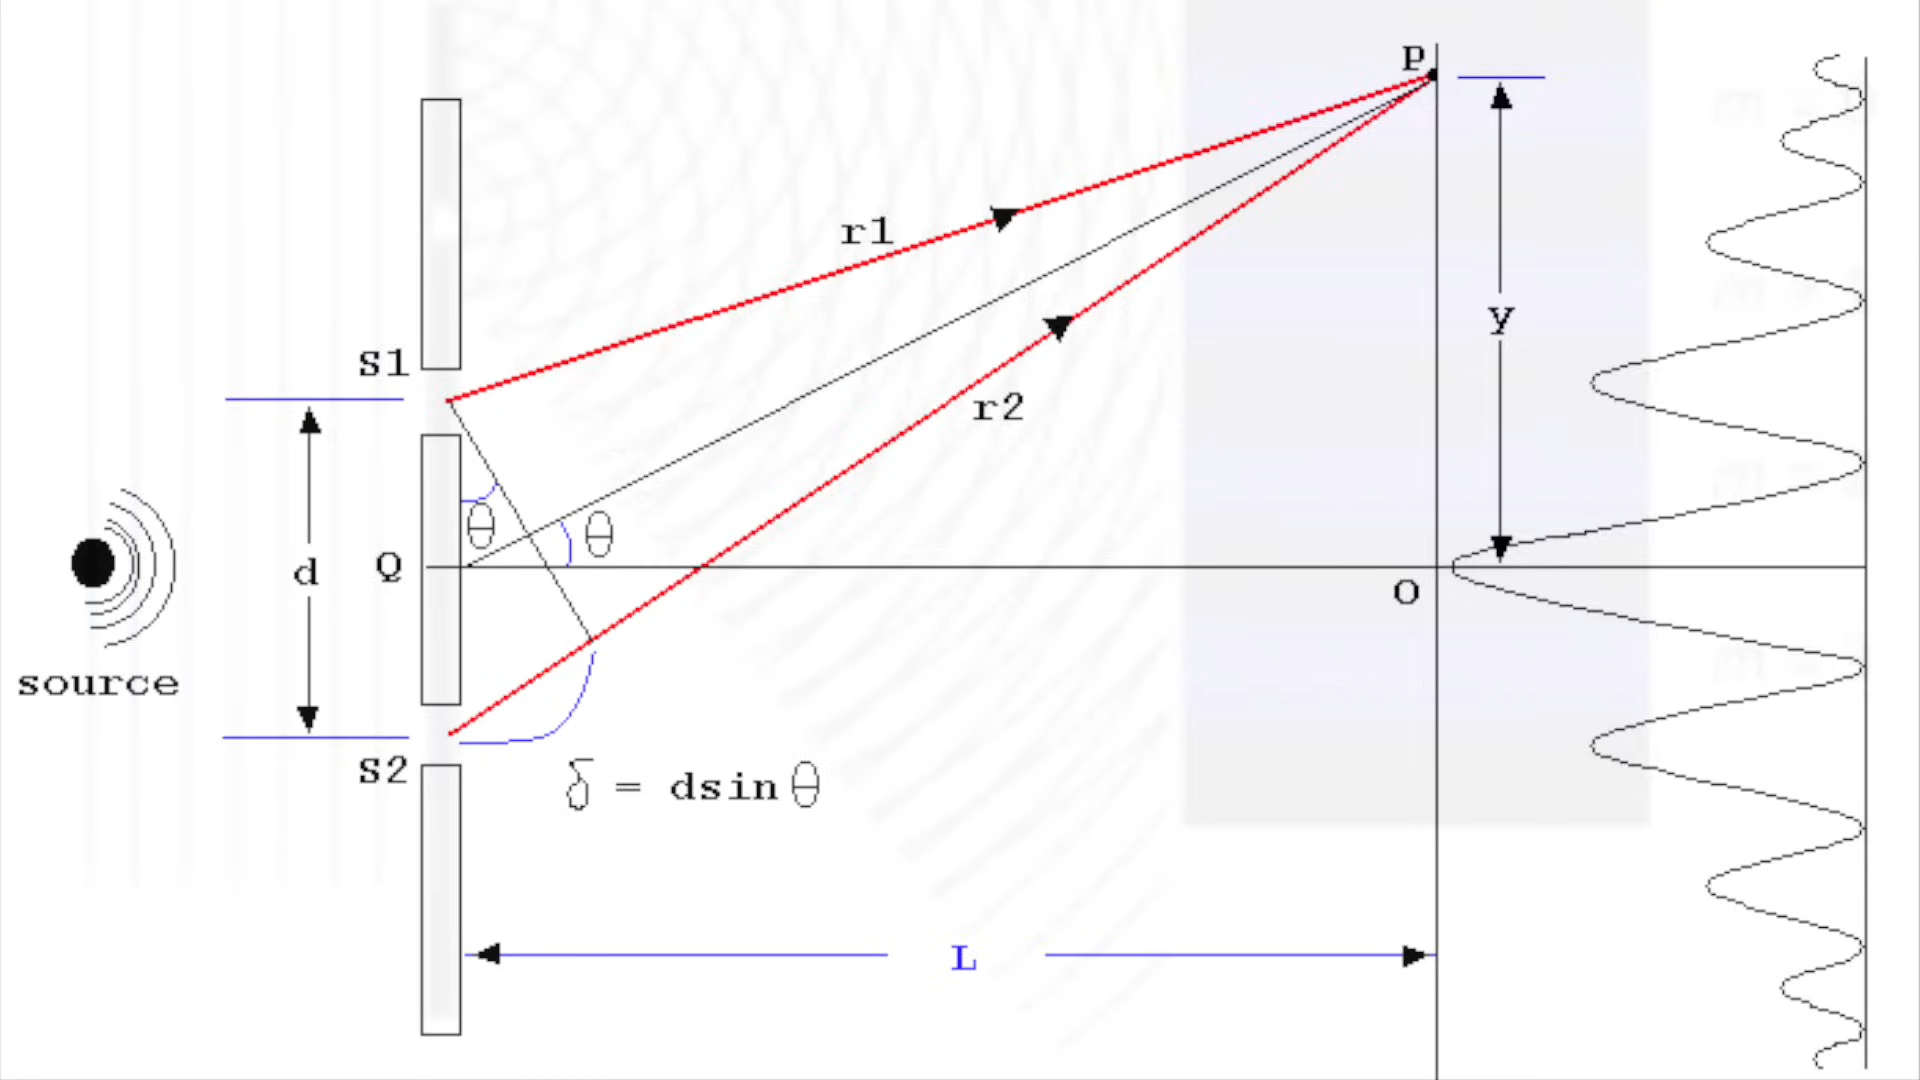 P
r1
y
S1
r2
θ
θ
Q
d
O
source
S2
δ = dsinθ
L